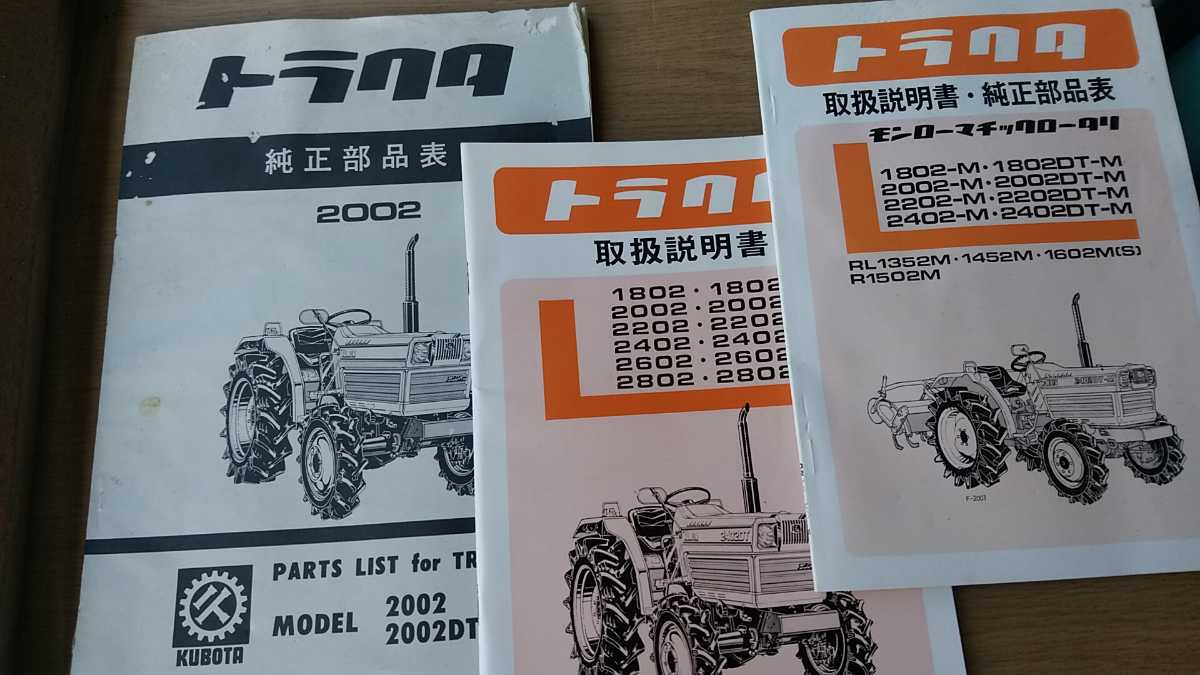 トラクタ
純正部品表
2002
PARTS LIST for TR
MODEL 2002
2002DT
KUBOTA
トラクタ
取扱説明書
L
1802・1802
2002・2002
2202・2202
2402・2402
2602・2602
2802・2802
2402DT
トラクタ
取扱説明書・純正部品表
モンローマチックロータリ
L
1802-M・1802DT-M
2002-M・2002DT-M
2202-M・2202DT-M
2402-M・2402DT-M
RL1352M・1452M・1602M(S)
R1502M
F-2001